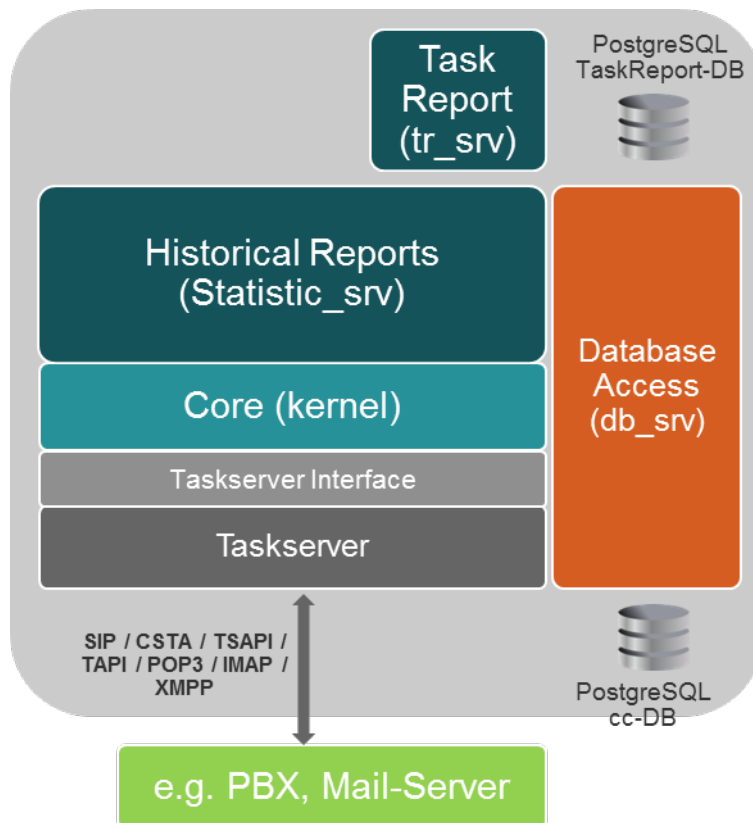 Task
Report
(tr_srv)
PostgreSQL
TaskReport-DB
Historical Reports
(Statistic_srv)
Database
Access
(db_srv)
Core (kernel)
Taskserver Interface
Taskserver
SIP / CSTA / TSAPI /
TAPI / POP3 / IMAP /
XMPP
PostgreSQL
cc-DB
e.g. PBX, Mail-Server